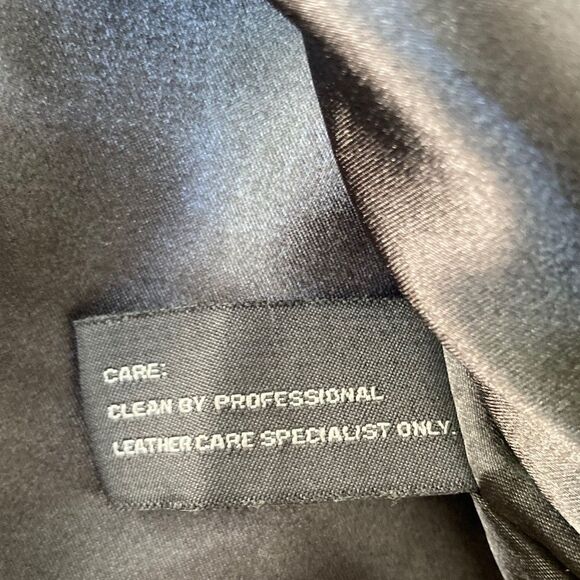 CARE:
CLEAN BY PROFESSIONAL
LEATHER CARE SPECIALIST ONLY.